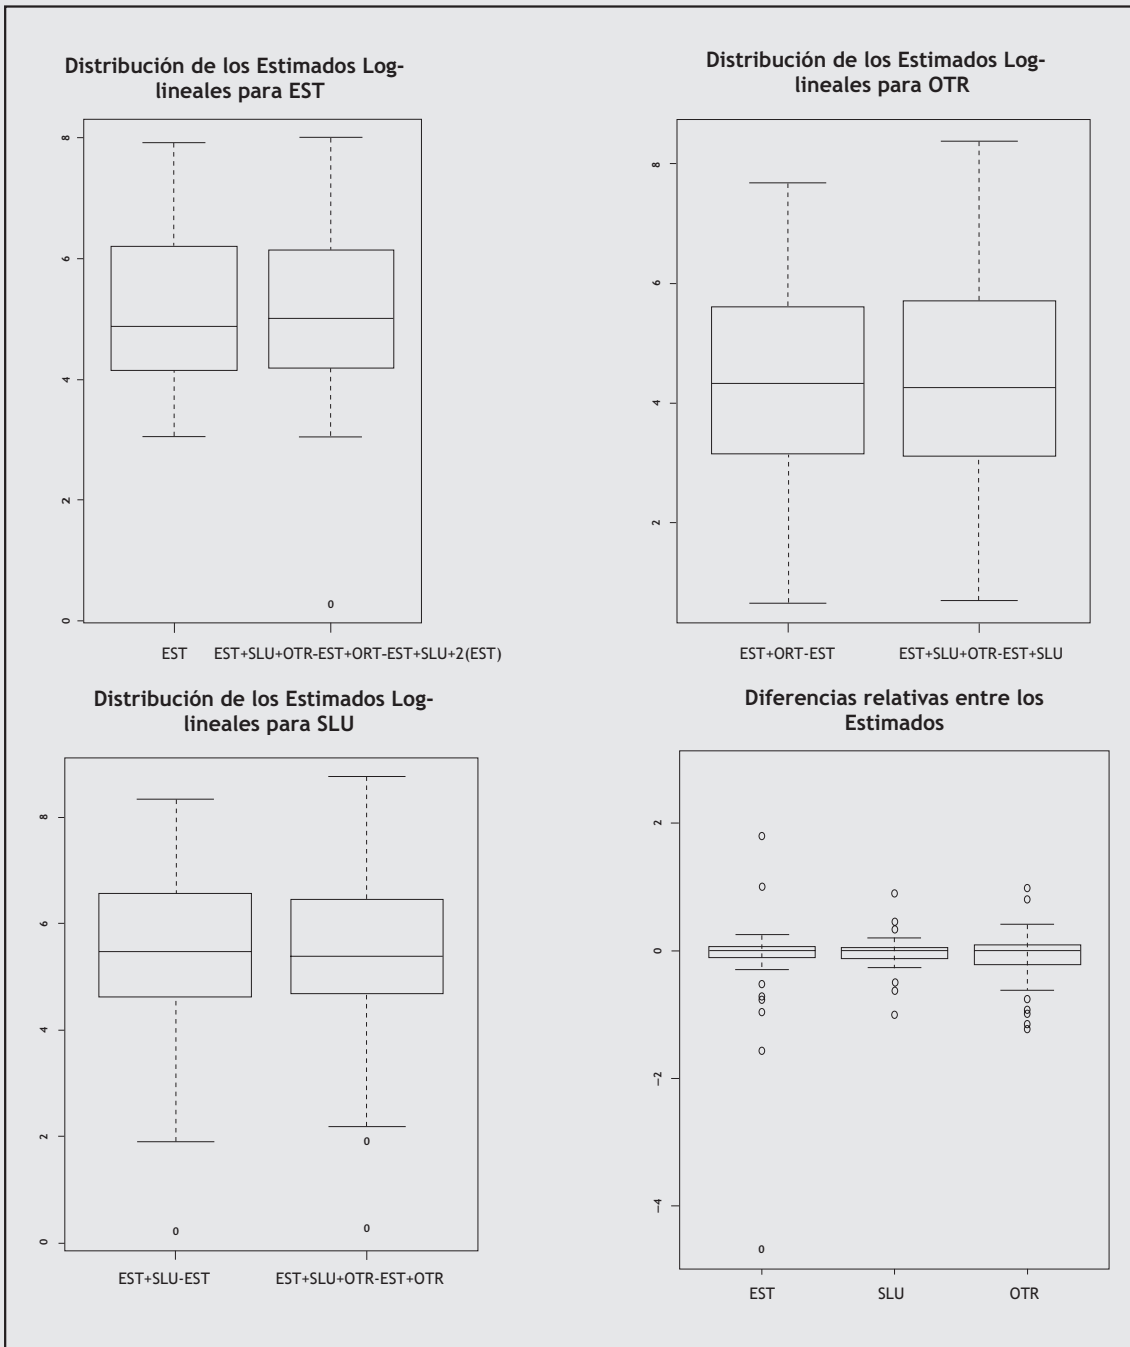 Distribución de los Estimados Log-
lineales para EST
8
6
4
2
0
0
EST
EST+SLU+OTR-EST+ORT-EST+SLU+2(EST)
Distribución de los Estimados Log-
lineales para OTR
8
6
4
2
EST+ORT-EST
EST+SLU+OTR-EST+SLU
Distribución de los Estimados Log-
lineales para SLU
8
6
4
2
0
0
0
0
EST+SLU-EST
EST+SLU+OTR-EST+OTR
Diferencias relativas entre los
Estimados
2
0
−2
−4
EST
SLU
OTR